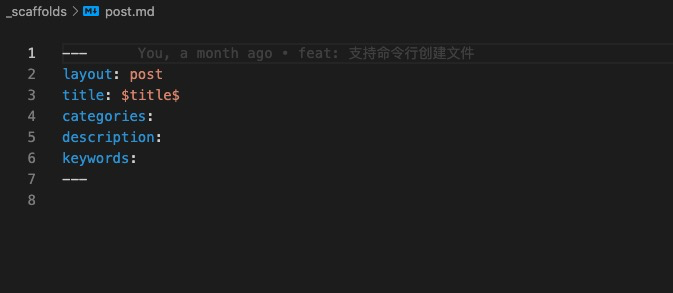 _scaffolds > post.md
1 --- You, a month ago • feat: 支持命令行创建文件
2 layout: post
3 title: $title$
4 categories:
5 description:
6 keywords:
7 ---
8